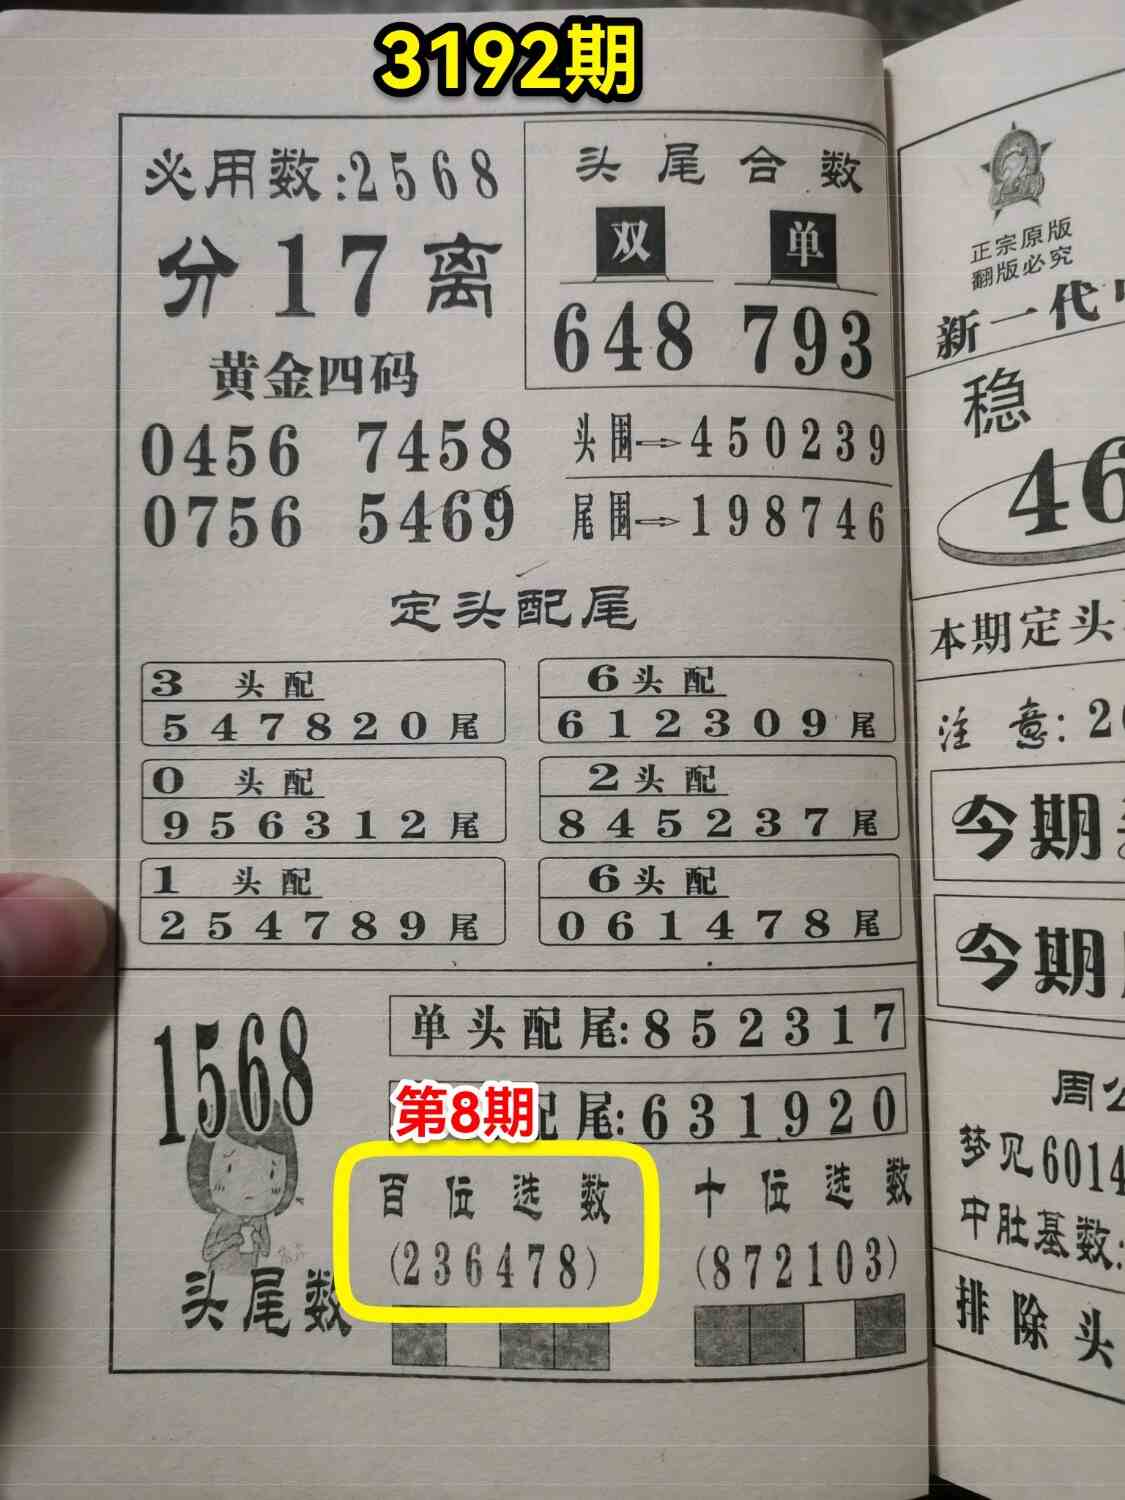 3192期
必用数:2568
分17离
黄金四码
0456 7458
0756 5469
头尾合数
双 单
648 793
头围→450239
尾围→198746
定头配尾
3 头配
547820尾
6头配
612309尾
0 头配
956312尾
2头配
845237尾
1 头配
254789尾
6头配
061478尾
1568
头尾数
单头配尾:852317
第8期
配尾:631920
百位选数
(236478)
十位选数
(872103)
正宗原版
翻版必究
新一代
稳
46
本期定头
注意:2
今期
今期
周公
梦见6014
中肚基数:
排除头